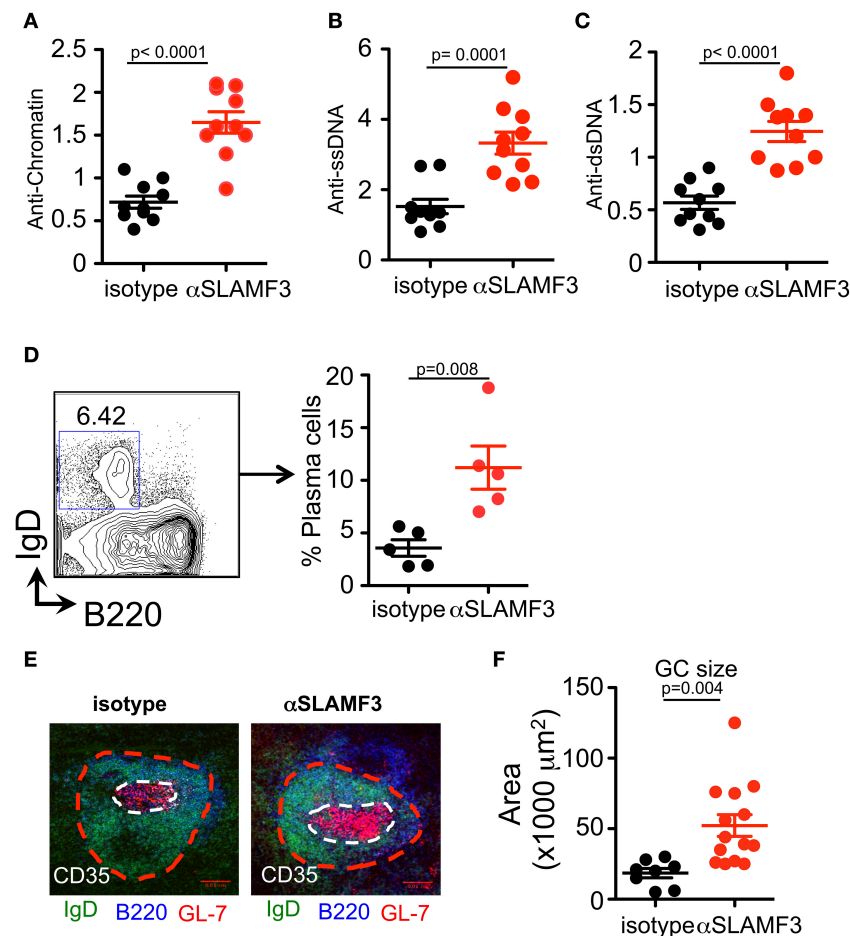 A
Anti-Chromatin
2.5
2
1.5
1
0.5
0
p< 0.0001
isotype αSLAMF3
B
Anti-ssDNA
6
4
2
0
p= 0.0001
isotype αSLAMF3
C
Anti-dsDNA
2
1.5
1
0.5
0
p< 0.0001
isotype αSLAMF3
D
6.42
IgD
B220
% Plasma cells
20
15
10
5
0
p=0.008
isotype αSLAMF3
E
isotype
αSLAMF3
CD35
CD35
IgD B220 GL-7
IgD B220 GL-7
F
GC size
p=0.004
Area
(x1000 μm²)
150
100
50
0
isotype αSLAMF3